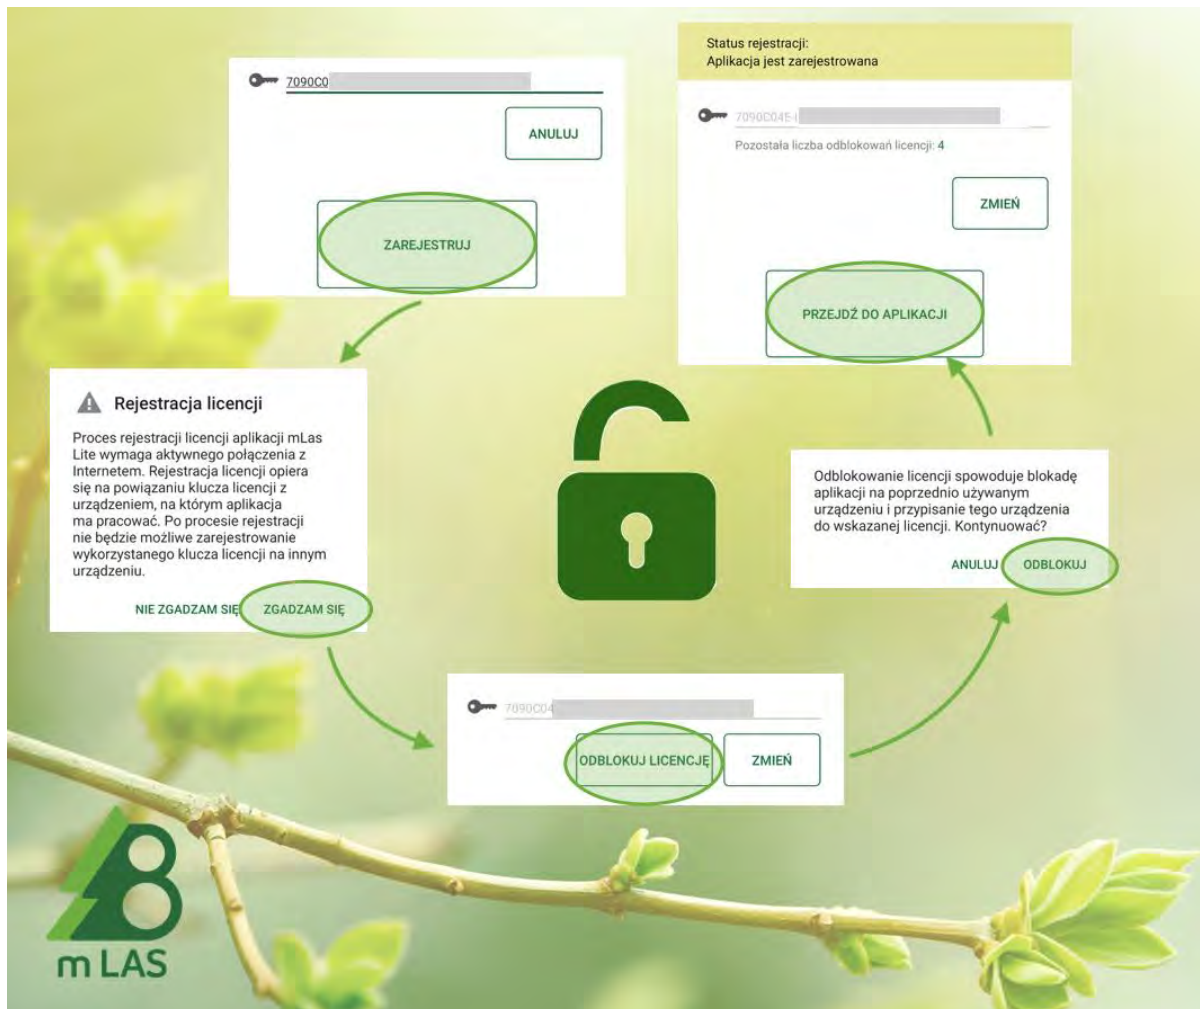 7090C0
ANULUJ
ZAREJESTRUJ
Rejestracja licencji
Proces rejestracji licencji aplikacji mLas
Lite wymaga aktywnego połączenia z
Internetem. Rejestracja licencji opiera
się na powiązaniu klucza licencji z
urządzeniem, na którym aplikacja
ma pracować. Po procesie rejestracji
nie będzie możliwe zarejestrowanie
wykorzystanego klucza licencji na innym
urządzeniu.
NIE ZGADZAM SIĘ ZGADZAM SIĘ
7090C04
ODBLOKUJ LICENCJĘ ZMIEŃ
Odblokowanie licencji spowoduje blokadę
aplikacji na poprzednio używanym
urządzeniu i przypisanie tego urządzenia
do wskazanej licencji. Kontynuować?
ANULUJ ODBLOKUJ
Status rejestracji:
Aplikacja jest zarejestrowana
7090C045-
Pozostała liczba odblokowań licencji: 4
ZMIEŃ
PRZEJDŹ DO APLIKACJI
m LAS